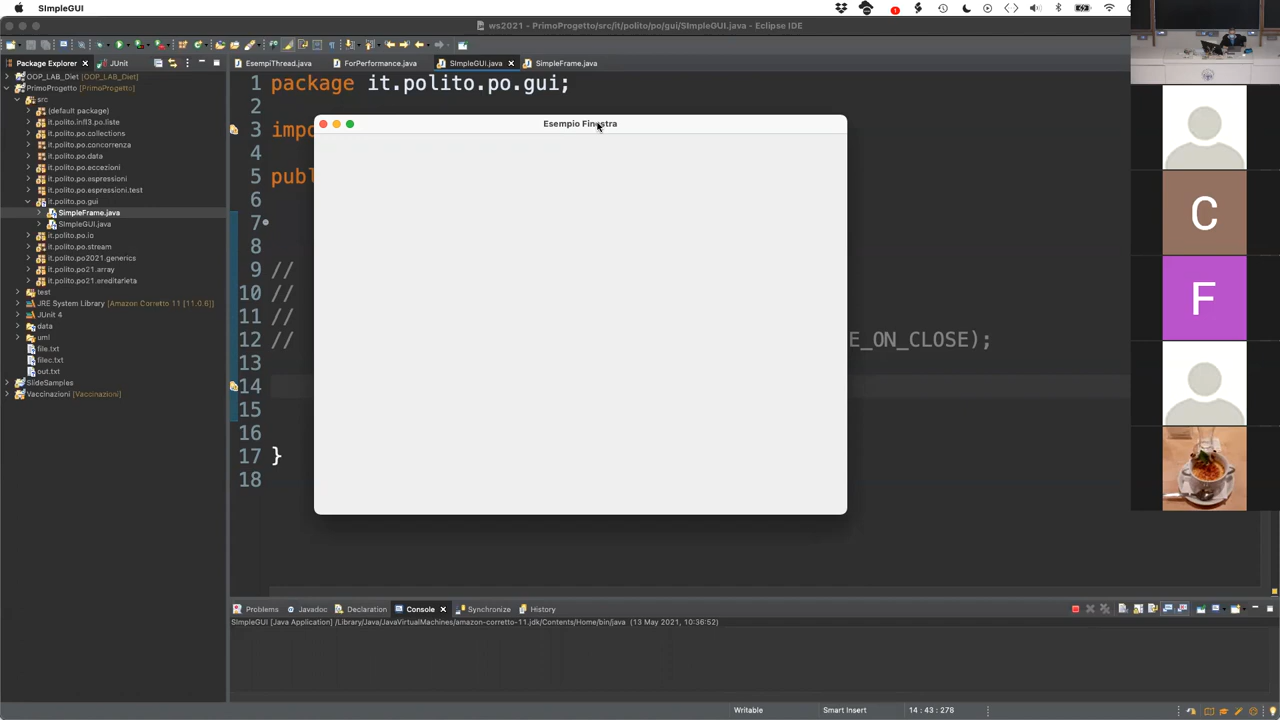 SImpleGUI
ws2021 - PrimoProgetto/src/it/polito/po/gui/SImpleGUI.java - Eclipse IDE
Package Explorer
JUnit
EsempiThread.java
ForPerformance.java
SImpleGUI.java
SimpleFrame.java
OOP_LAB_Diet [OOP_LAB_Diet]
PrimoProgetto [PrimoProgetto]
src
(default package)
it.polito.inf13.po.liste
it.polito.po.collections
it.polito.po.concorrenza
it.polito.po.data
it.polito.po.eccezioni
it.polito.po.espressioni
it.polito.po.espressioni.test
it.polito.po.gui
SimpleFrame.java
SImpleGUI.java
it.polito.po.io
it.polito.po.stream
it.polito.po2021.generics
it.polito.po21.array
it.polito.po21.ereditarieta
test
JRE System Library [Amazon Corretto 11 [11.0.6]]
JUnit 4
data
uml
file.txt
filec.txt
out.txt
SlideSamples
Vaccinazioni [Vaccinazioni]
1 package it.polito.po.gui;
2
3 impo
4
5 publ
6
7
8
9 //
10 //
11 //
12 // E_ON_CLOSE);
13
14
15
16
17 }
18
Esempio Finestra
C
F
Problems
Javadoc
Declaration
Console
Synchronize
History
SImpleGUI [Java Application] /Library/Java/JavaVirtualMachines/amazon-corretto-11.jdk/Contents/Home/bin/java (13 May 2021, 10:36:52)
Writable
Smart Insert
14 : 43 : 278